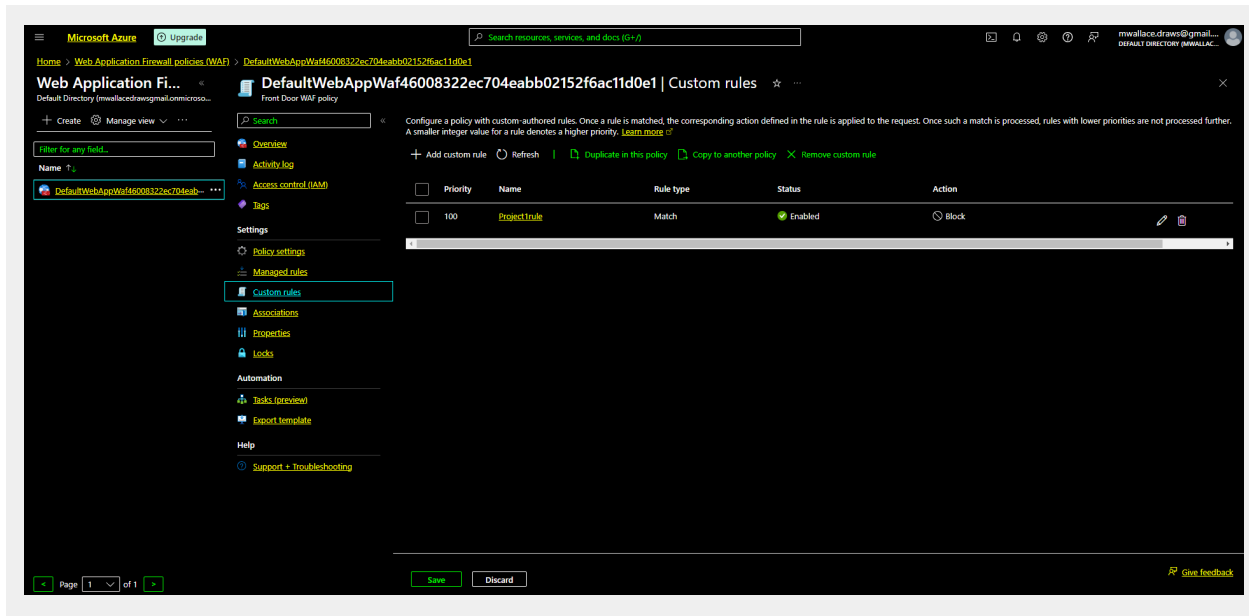 Microsoft Azure
Upgrade
Search resources, services, and docs (G+/)
mwallace.draws@gmail....
DEFAULT DIRECTORY (MWALLAC...
Home > Web Application Firewall policies (WAF) > DefaultWebAppWaf46008322ec704eabb02152f6ac11d0e1
Web Application Fi...
Default Directory (mwallacedrawsgmail.onmicroso...
DefaultWebAppWaf46008322ec704eabb02152f6ac11d0e1 | Custom rules
Front Door WAF policy
Create
Manage view
Filter for any field...
Name
DefaultWebAppWaf46008322ec704eab...
Page 1 of 1
Search
Overview
Activity log
Access control (IAM)
Tags
Settings
Policy settings
Managed rules
Custom rules
Associations
Properties
Locks
Automation
Tasks (preview)
Export template
Help
Support + Troubleshooting
Configure a policy with custom-authored rules. Once a rule is matched, the corresponding action defined in the rule is applied to the request. Once such a match is processed, rules with lower priorities are not processed further.
A smaller integer value for a rule denotes a higher priority. Learn more
Add custom rule Refresh | Duplicate in this policy Copy to another policy Remove custom rule
Priority Name Rule type Status Action
100 Project1rule Match Enabled Block
Save Discard
Give feedback